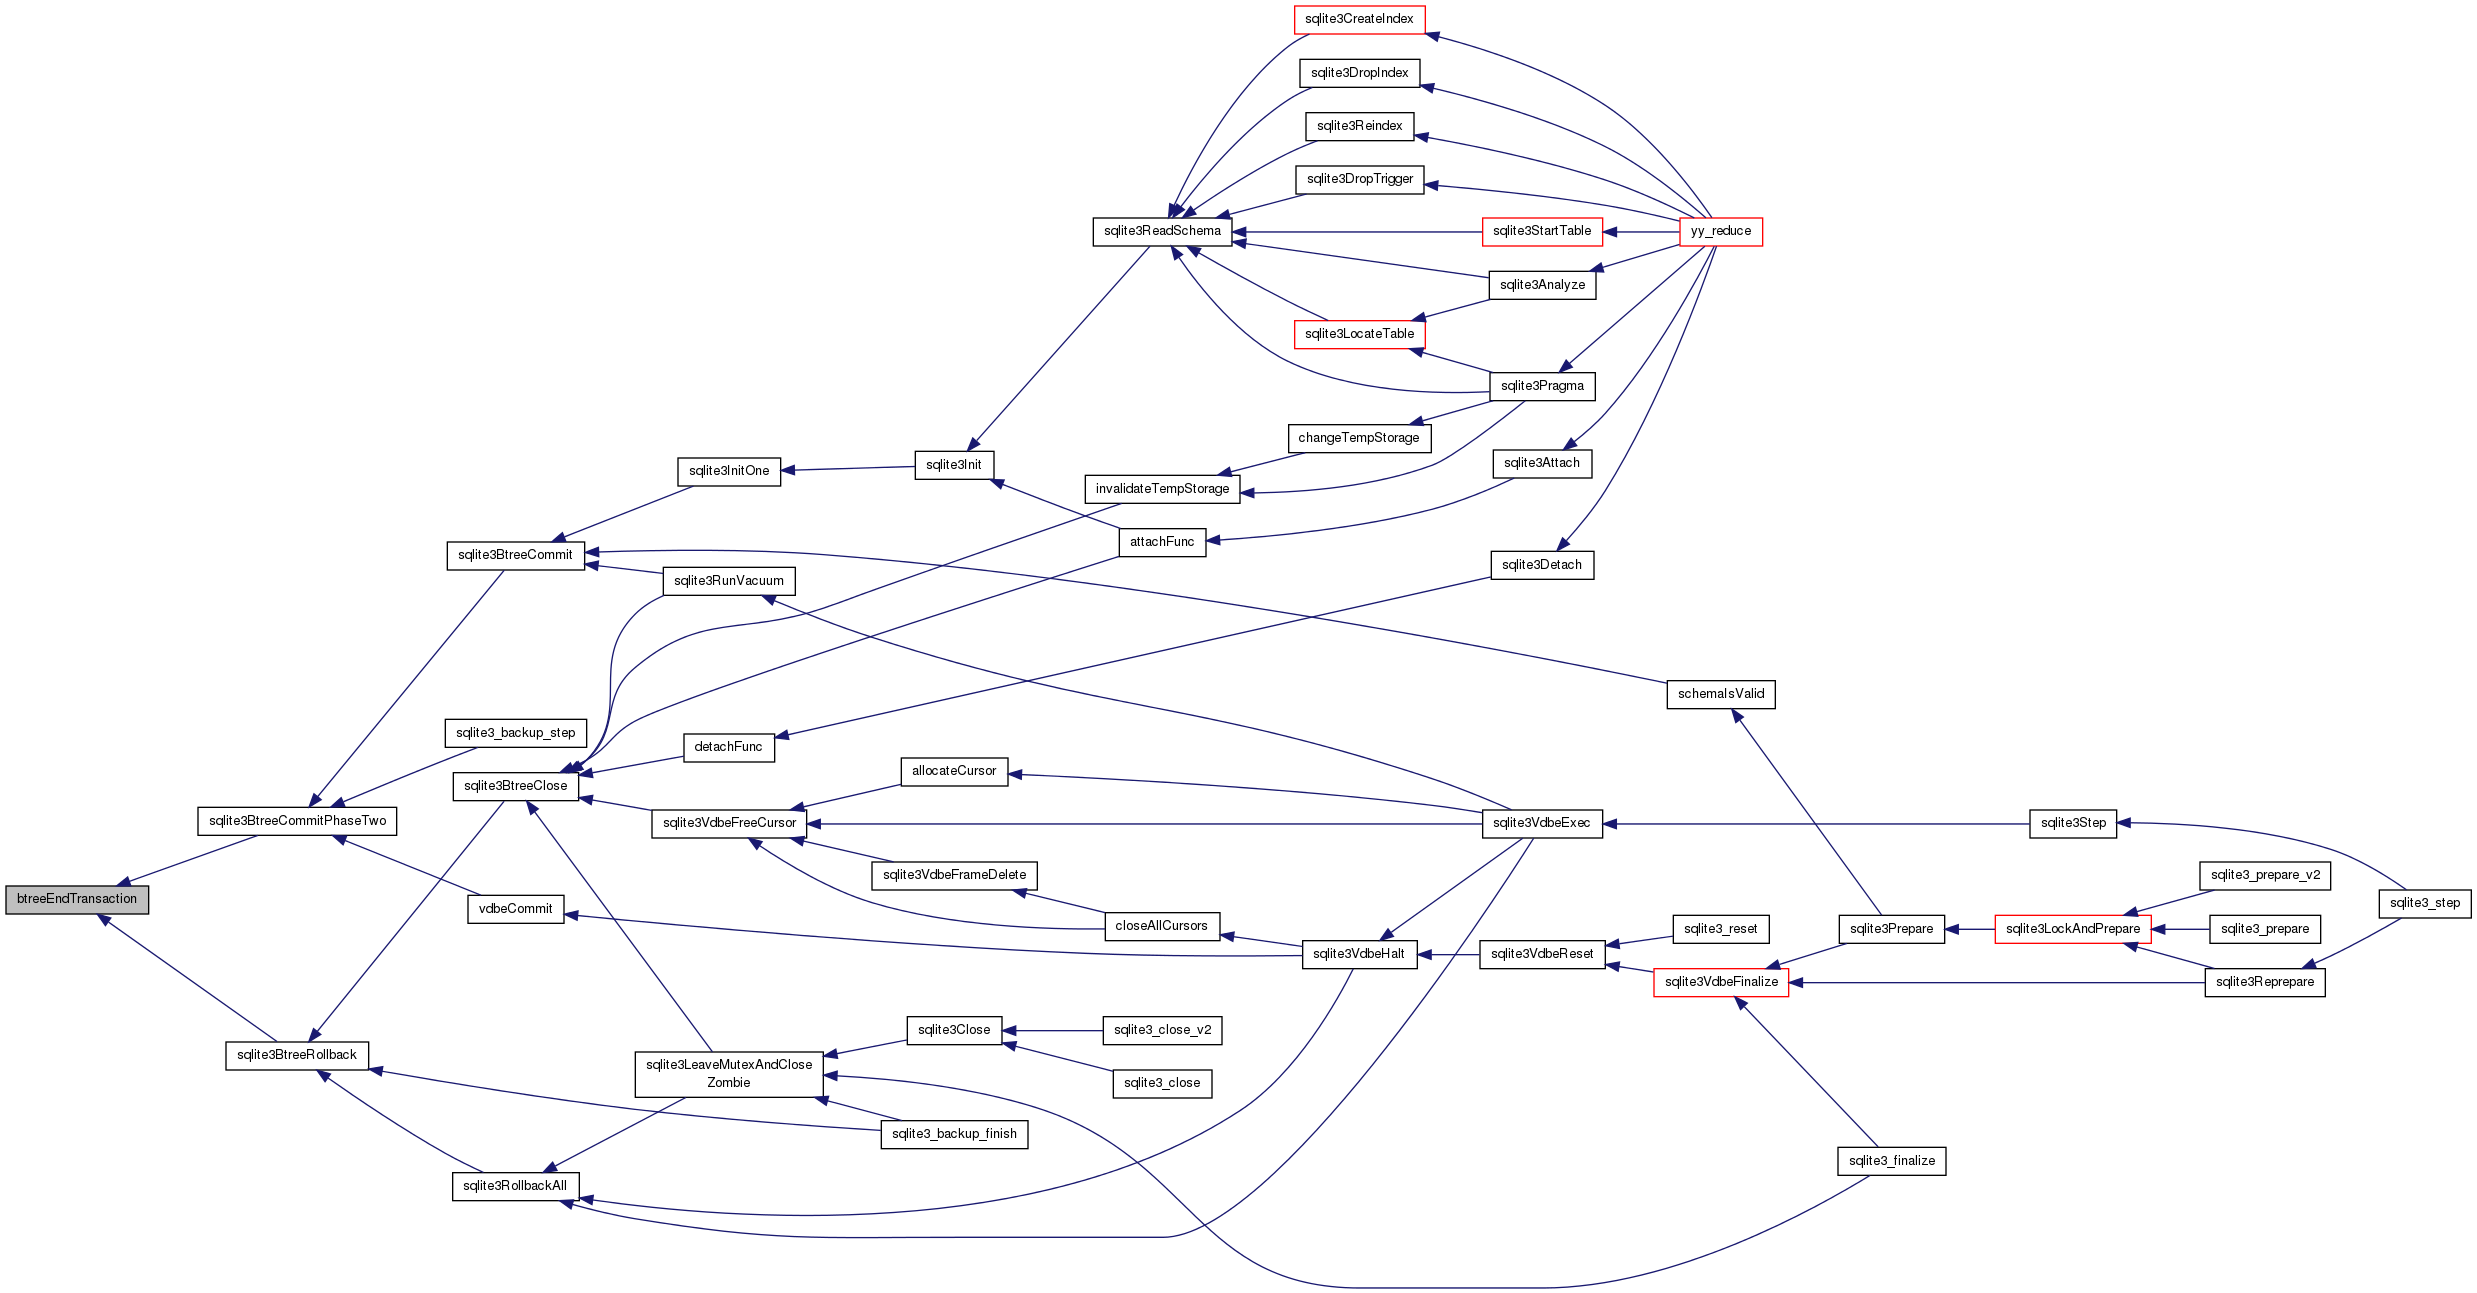 sqlite3CreateIndex
sqlite3DropIndex
sqlite3Reindex
sqlite3DropTrigger
sqlite3ReadSchema
sqlite3StartTable
yy_reduce
sqlite3Analyze
sqlite3LocateTable
sqlite3Pragma
changeTempStorage
sqlite3InitOne
sqlite3Init
sqlite3Attach
invalidateTempStorage
attachFunc
sqlite3BtreeCommit
sqlite3Detach
sqlite3RunVacuum
schemaIsValid
sqlite3_backup_step
detachFunc
allocateCursor
sqlite3BtreeClose
sqlite3BtreeCommitPhaseTwo
sqlite3VdbeFreeCursor
sqlite3VdbeExec
sqlite3Step
sqlite3VdbeFrameDelete
sqlite3_prepare_v2
btreeEndTransaction
vdbeCommit
sqlite3_step
closeAllCursors
sqlite3_reset
sqlite3Prepare
sqlite3LockAndPrepare
sqlite3_prepare
sqlite3VdbeHalt
sqlite3VdbeReset
sqlite3VdbeFinalize
sqlite3Reprepare
sqlite3Close
sqlite3_close_v2
sqlite3BtreeRollback
sqlite3LeaveMutexAndClose
Zombie
sqlite3_close
sqlite3_backup_finish
sqlite3_finalize
sqlite3RollbackAll